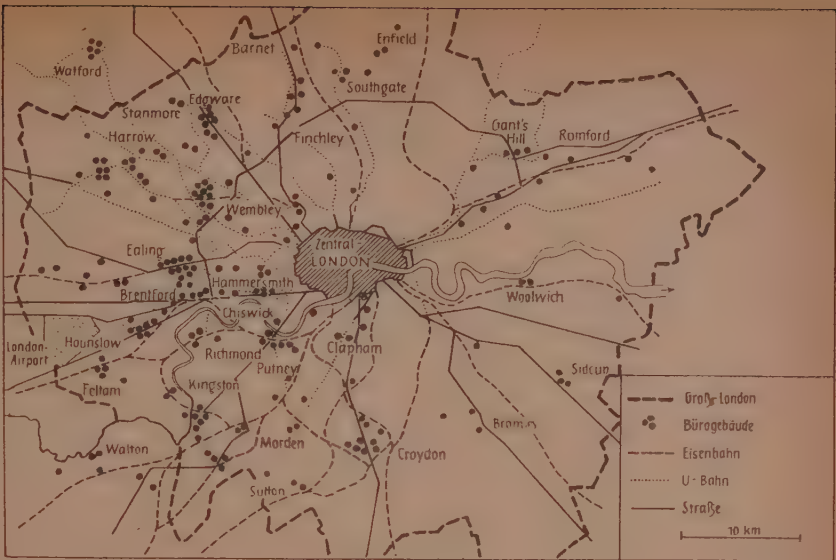 Enfield
Barnet
Watford
Southgate
Stanmore
Edgware
Harrow
Finchley
Gant's
Hill
Romford
Wembley
Zentral
LONDON
Ealing
Hammersmith
Brentford
Chiswick
Woolwich
London-
Airport
Hounslow
Richmond
Putney
Clapham
Feltam
Kingston
Sidcup
Walton
Morden
Croydon
Sutton
Groß-London
Bürogebäude
Eisenbahn
U-Bahn
Straße
10 km